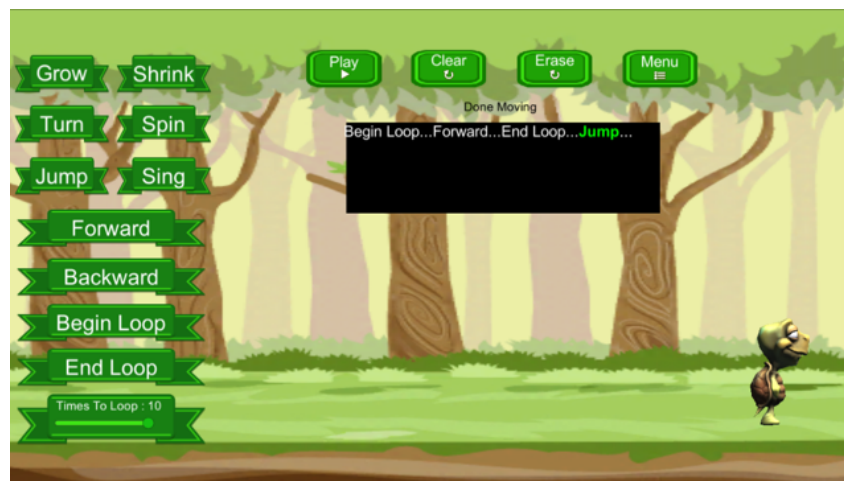 Play
Clear
Erase
Menu
Grow
Shrink
Turn
Spin
Jump
Sing
Forward
Backward
Begin Loop
End Loop
Times To Loop : 10
Done Moving
Begin Loop...Forward...End Loop...Jump...